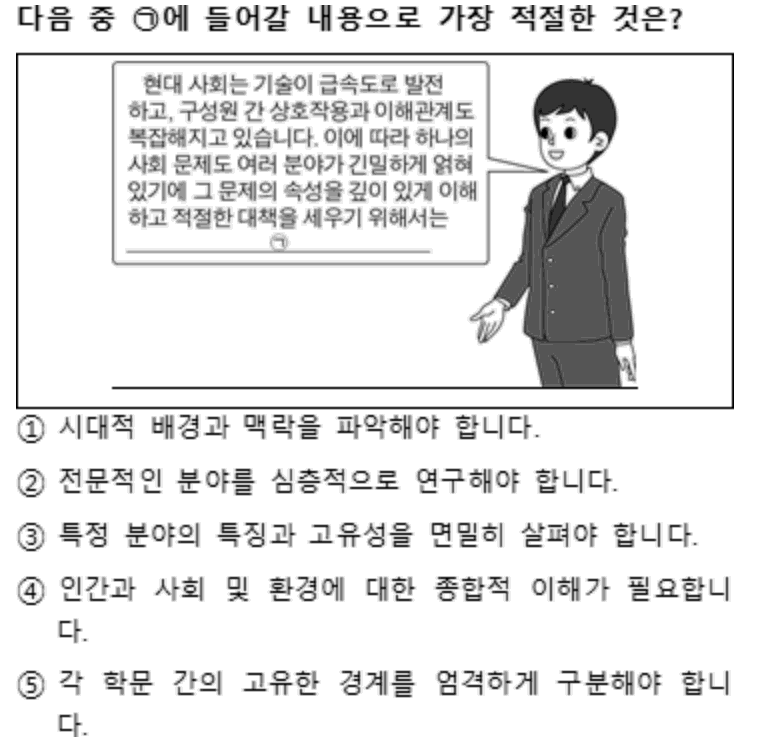 다음 중 ㉠에 들어갈 내용으로 가장 적절한 것은?
현대 사회는 기술이 급속도로 발전
하고, 구성원 간 상호작용과 이해관계도
복잡해지고 있습니다. 이에 따라 하나의
사회 문제도 여러 분야가 긴밀하게 얽혀
있기에 그 문제의 속성을 깊이 있게 이해
하고 적절한 대책을 세우기 위해서는
㉠
① 시대적 배경과 맥락을 파악해야 합니다.
② 전문적인 분야를 심층적으로 연구해야 합니다.
③ 특정 분야의 특징과 고유성을 면밀히 살펴야 합니다.
④ 인간과 사회 및 환경에 대한 종합적 이해가 필요합니
다.
⑤ 각 학문 간의 고유한 경계를 엄격하게 구분해야 합니
다.